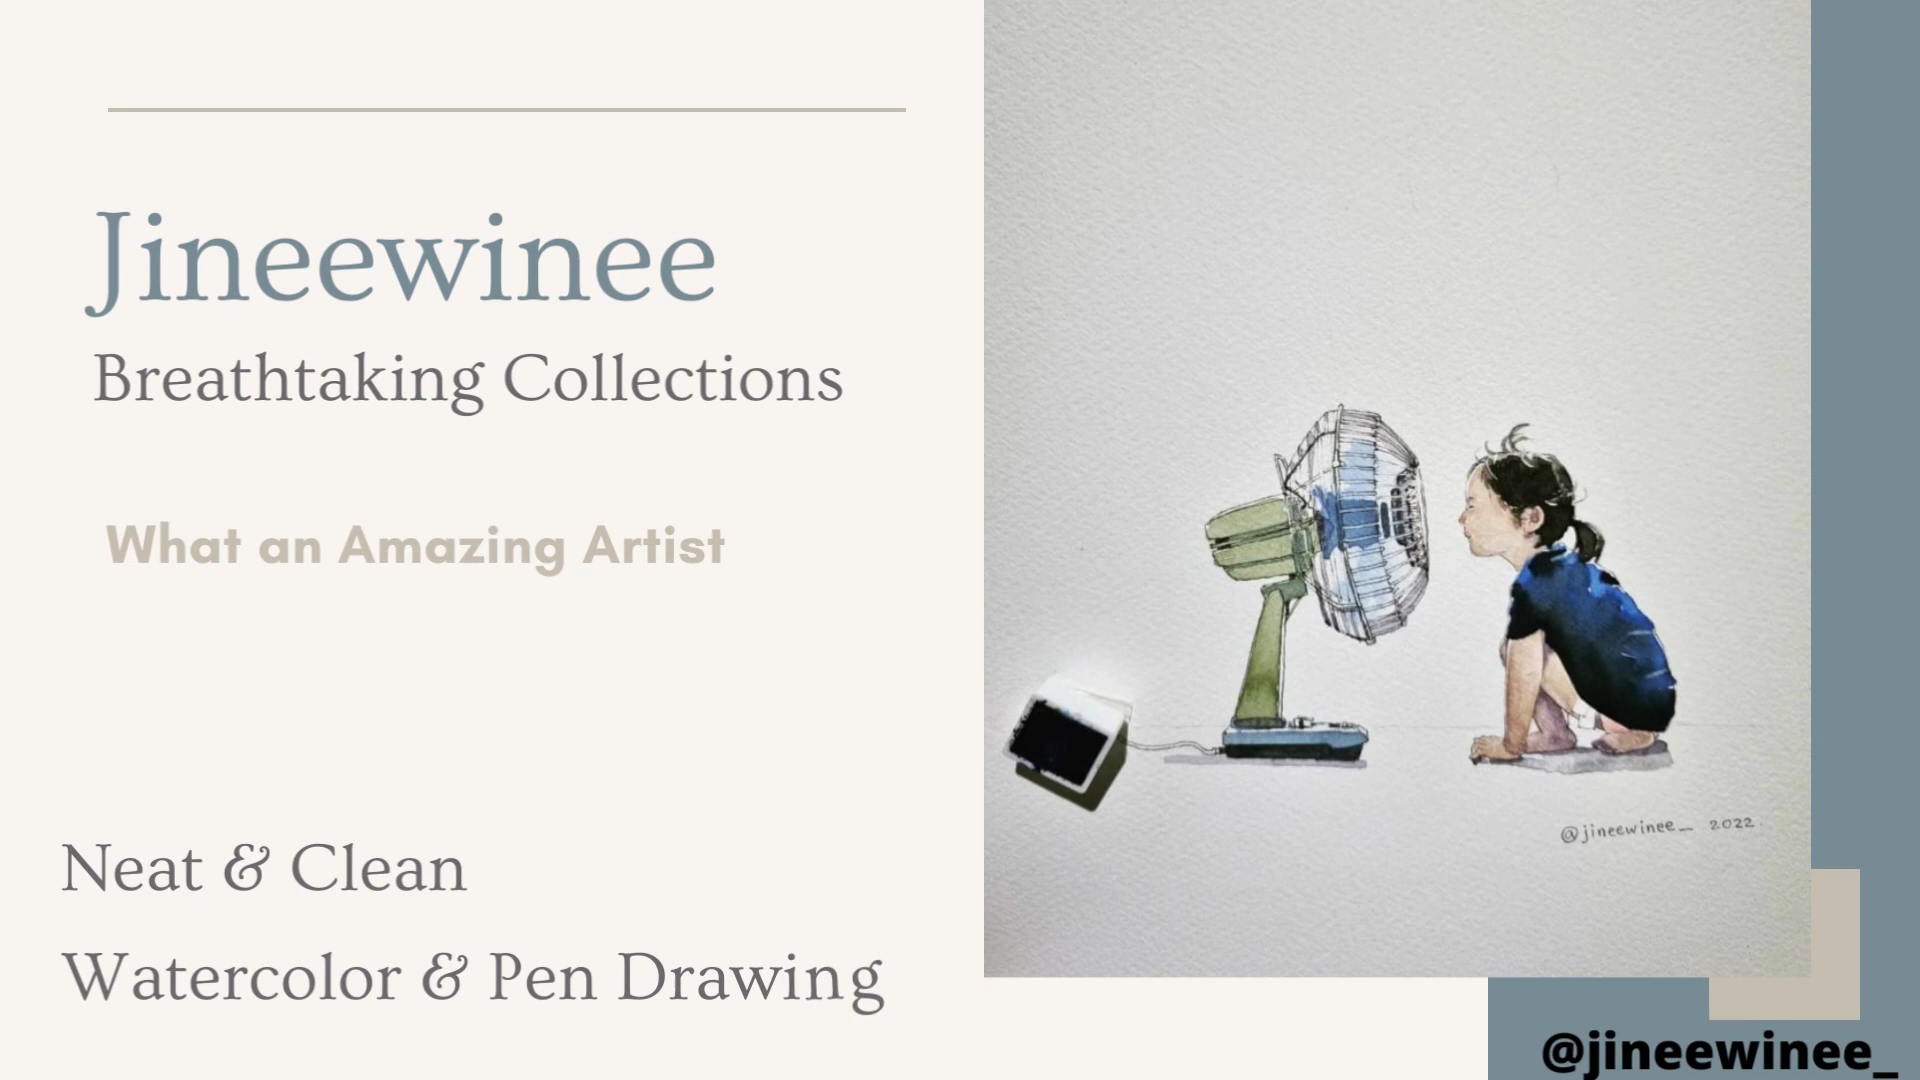 Jineewinee
Breathtaking Collections
What an Amazing Artist
Neat & Clean
Watercolor & Pen Drawing
@jineewinee_ 2022.
@jineewinee_